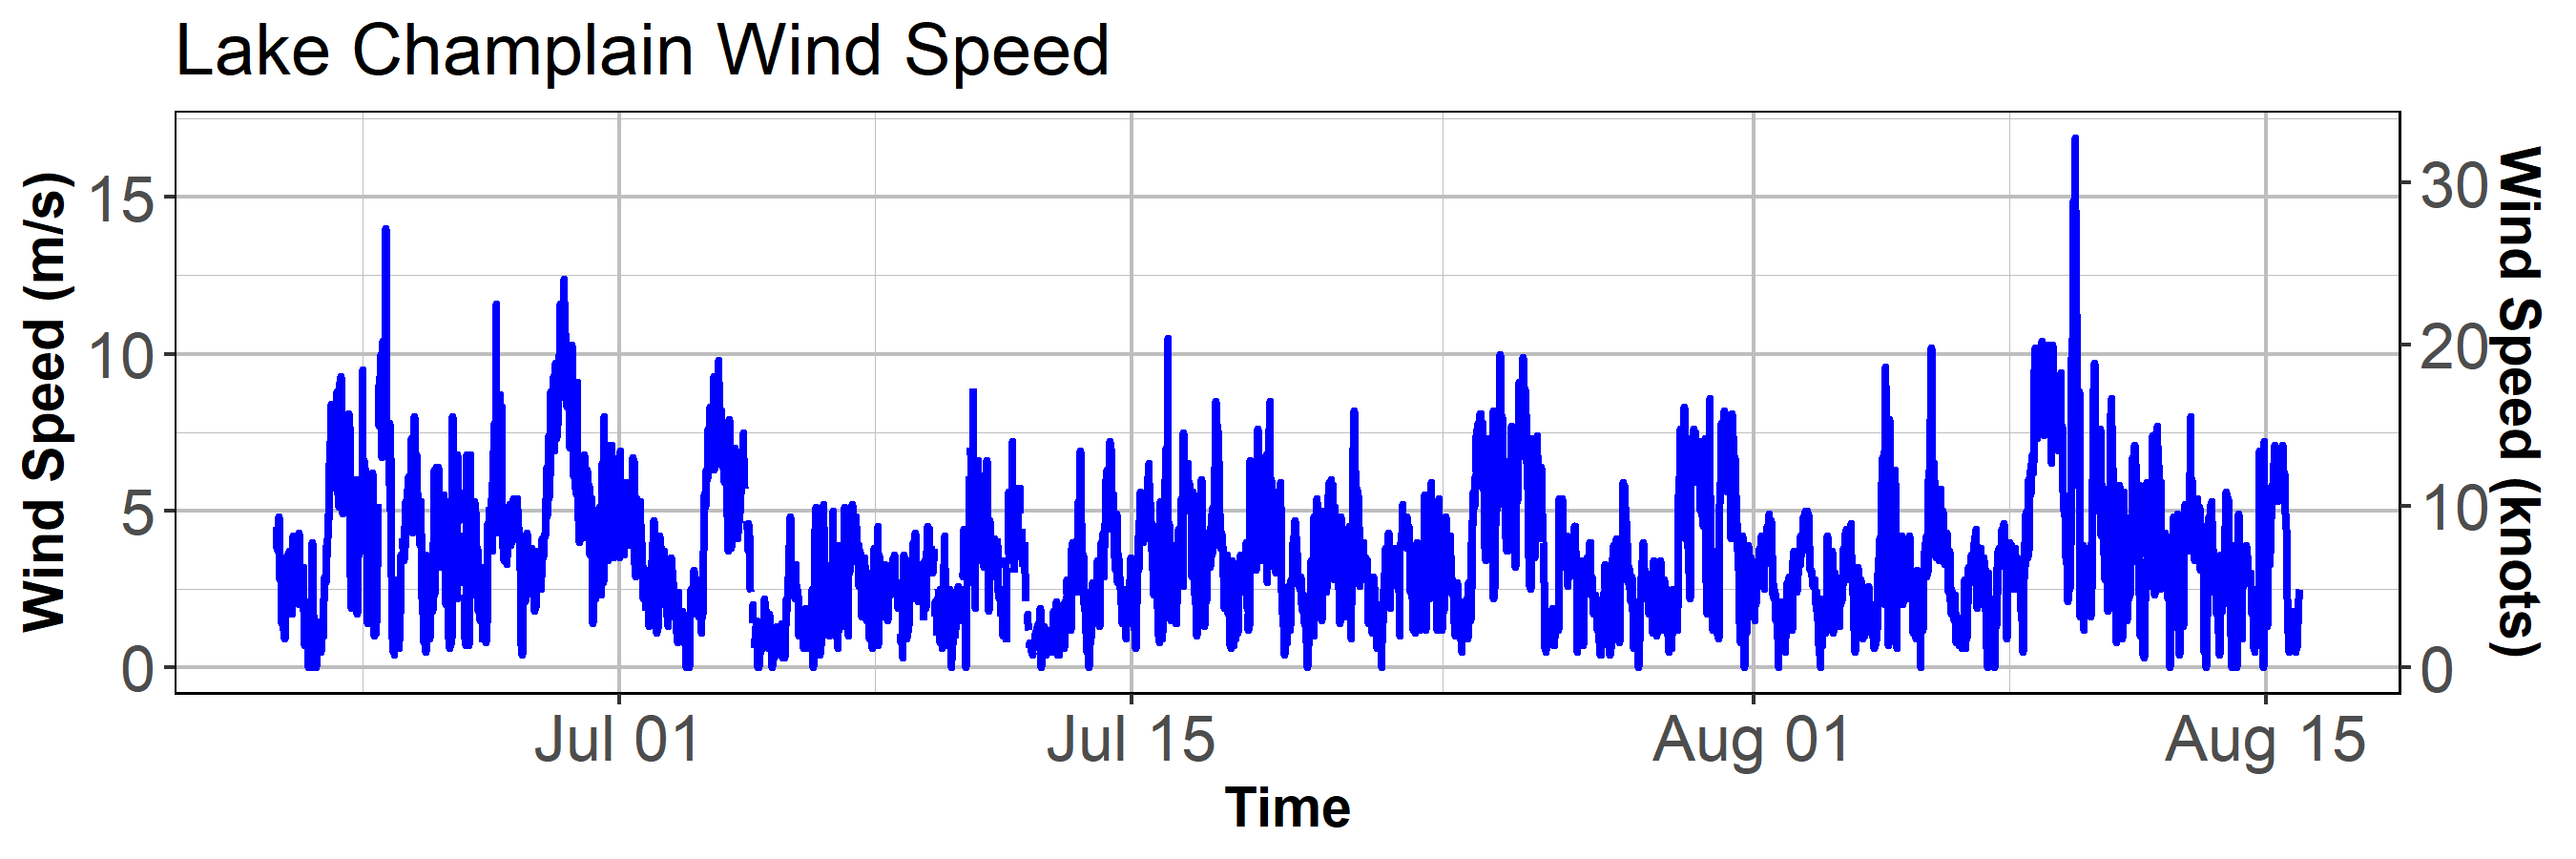 Lake Champlain Wind Speed
Wind Speed (m/s)
15
10
5
0
30
20
10
0
Wind Speed (knots)
Jul 01
Jul 15
Aug 01
Aug 15
Time